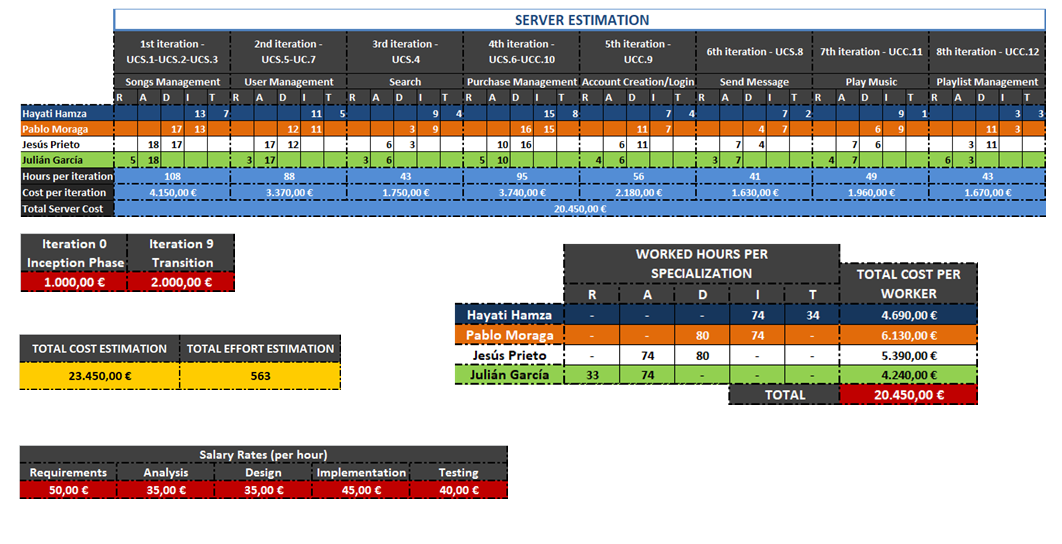 SERVER ESTIMATION
1st iteration - 2nd iteration - 3rd iteration - 4th iteration - 5th iteration - 6th iteration - UCS.8 7th iteration - UCC.11 8th iteration - UCC.12
UCS.1-UCS.2-UCS.3 UCS.5-UC.7 UCS.4 UCS.6-UCC.10 UCC.9
Songs Management User Management Search Purchase Management Account Creation/Login Send Message Play Music Playlist Management
R A D I T R A D I T R A D I T R A D I T R A D I T R A D I T R A D I T R A D I T
Hayati Hamza 13 7 11 5 9 4 15 8 7 4 7 2 9 1 3 3
Pablo Moraga 17 13 12 11 3 9 16 15 11 7 4 7 6 9 11 3
Jesús Prieto 18 17 17 12 6 3 10 16 6 11 7 4 7 6 3 11
Julián García 5 18 3 17 3 6 5 10 4 6 3 7 4 7 6 3
Hours per iteration 108 88 43 95 56 41 49 43
Cost per iteration 4.150,00 € 3.370,00 € 1.750,00 € 3.740,00 € 2.180,00 € 1.630,00 € 1.960,00 € 1.670,00 €
Total Server Cost 20.450,00 €
Iteration 0 Iteration 9
Inception Phase Transition
1.000,00 € 2.000,00 €
WORKED HOURS PER
SPECIALIZATION
TOTAL COST PER
WORKER
R A D I T
Hayati Hamza - - - 74 34 4.690,00 €
Pablo Moraga - - 80 74 - 6.130,00 €
Jesús Prieto - 74 80 - - 5.390,00 €
Julián García 33 74 - - - 4.240,00 €
TOTAL 20.450,00 €
TOTAL COST ESTIMATION TOTAL EFFORT ESTIMATION
23.450,00 € 563
Salary Rates (per hour)
Requirements Analysis Design Implementation Testing
50,00 € 35,00 € 35,00 € 45,00 € 40,00 €